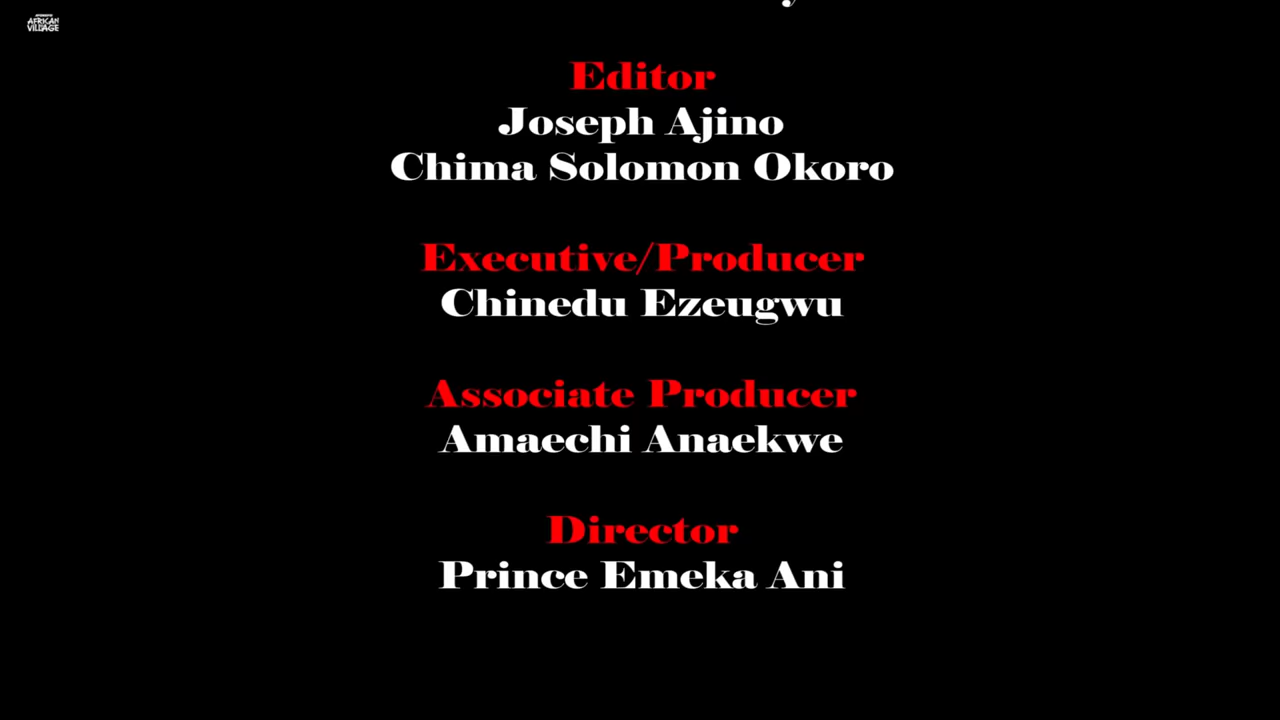 AFRICAN
VILLAGE
Editor
Joseph Ajino
Chima Solomon Okoro
Executive/Producer
Chinedu Ezeugwu
Associate Producer
Amaechi Anaekwe
Director
Prince Emeka Ani